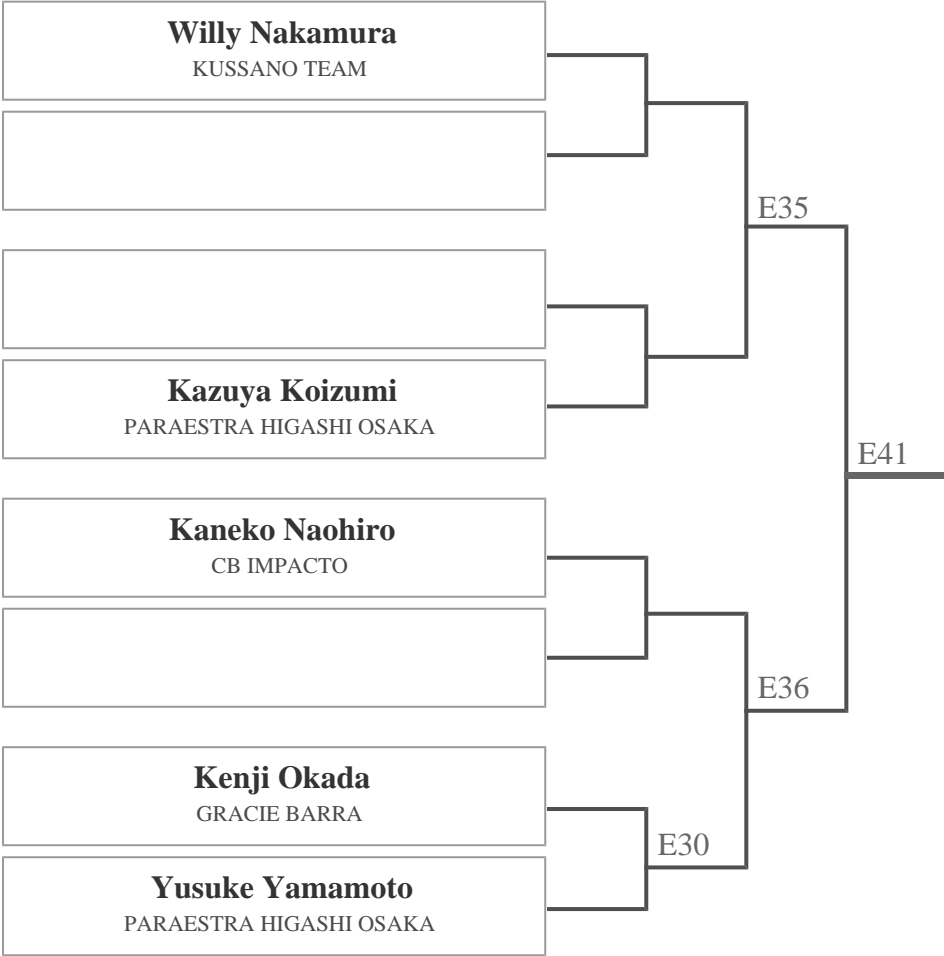 Willy Nakamura
KUSSANO TEAM
E35
Kazuya Koizumi
PARAESTRA HIGASHI OSAKA
E41
Kaneko Naohiro
CB IMPACTO
E36
Kenji Okada
GRACIE BARRA
E30
Yusuke Yamamoto
PARAESTRA HIGASHI OSAKA